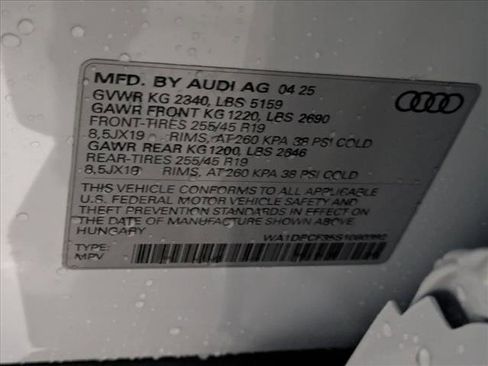 MFD. BY AUDI AG 04 25
GVWR KG 2340, LBS 5159
GAWR FRONT KG 1220, LBS 2690
FRONT-TIRES 255/45 R19
8,5JX19 RIMS, AT 260 KPA 38 PSI COLD
GAWR REAR KG 1200, LBS 2646
REAR-TIRES 255/45 R19
8,5JX19 RIMS, AT 260 KPA 38 PSI COLD
THIS VEHICLE CONFORMS TO ALL APPLICABLE
U.S. FEDERAL MOTOR VEHICLE SAFETY AND
THEFT PREVENTION STANDARDS IN EFFECT ON
THE DATE OF MANUFACTURE SHOWN ABOVE.
HUNGARY
TYPE:
MPV